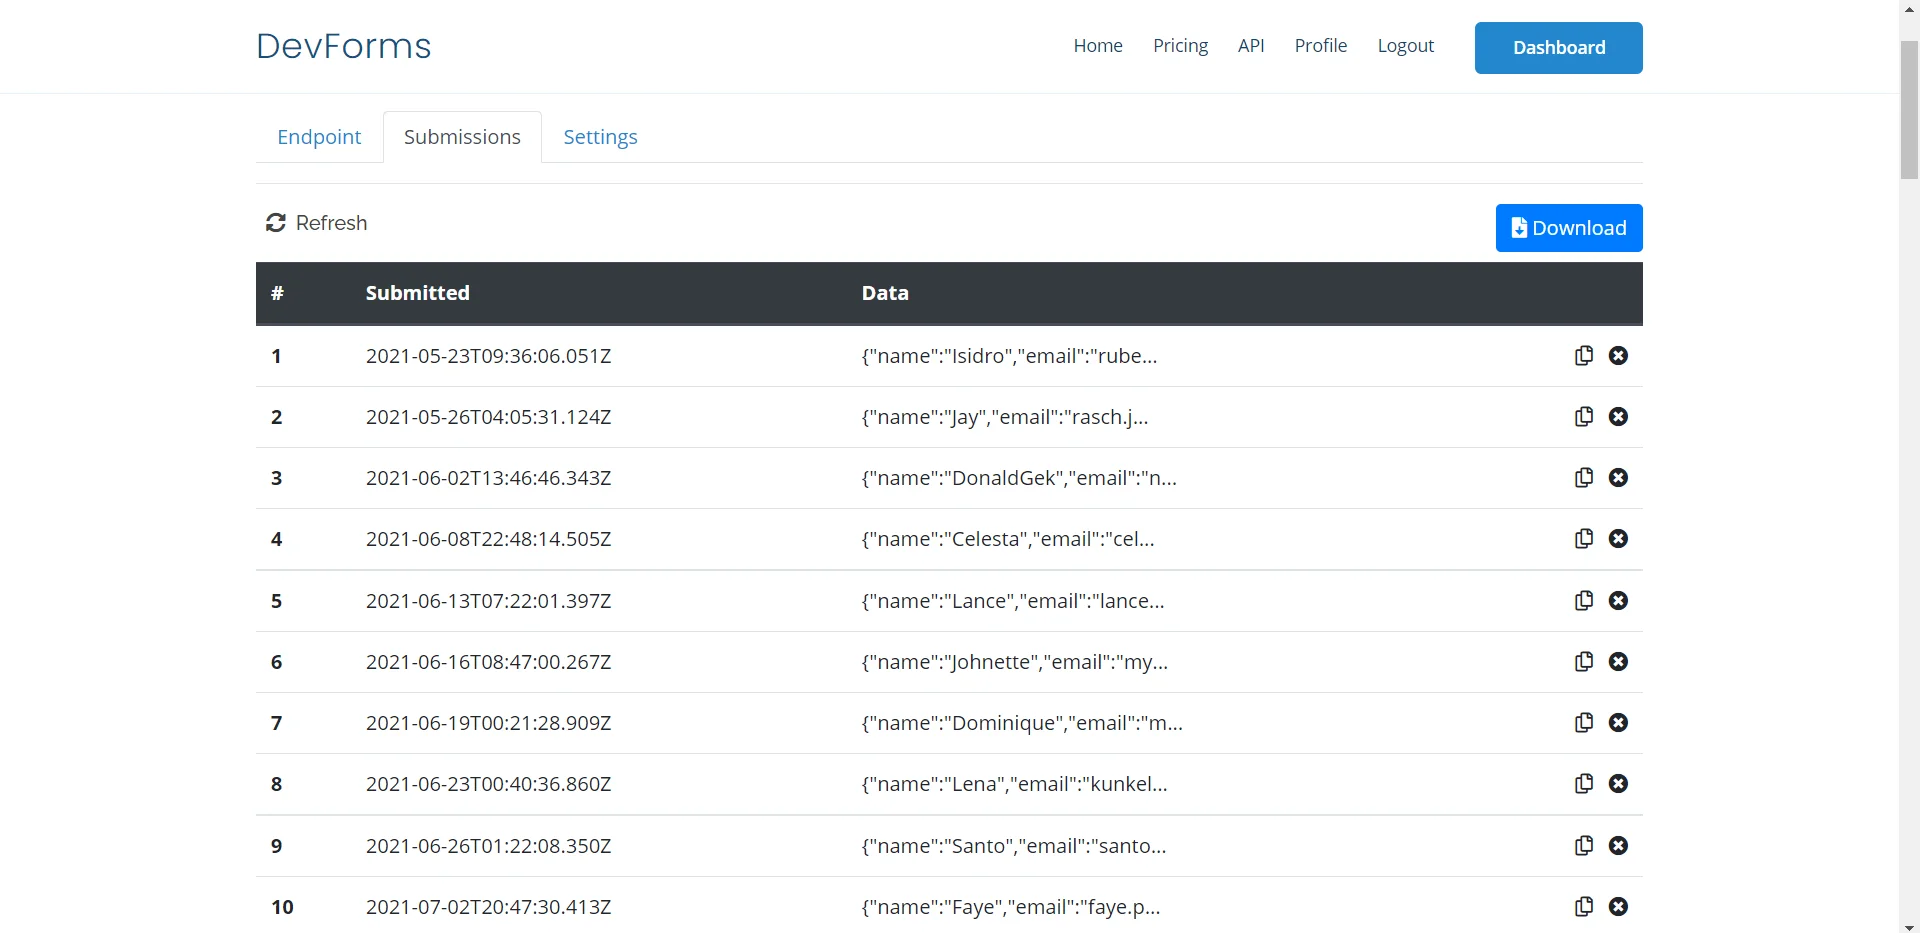 DevForms
Home Pricing API Profile Logout Dashboard
Endpoint Submissions Settings
Refresh Download
# Submitted Data
1 2021-05-23T09:36:06.051Z {"name":"Isidro","email":"rube...
2 2021-05-26T04:05:31.124Z {"name":"Jay","email":"rasch.j...
3 2021-06-02T13:46:46.343Z {"name":"DonaldGek","email":"n...
4 2021-06-08T22:48:14.505Z {"name":"Celesta","email":"cel...
5 2021-06-13T07:22:01.397Z {"name":"Lance","email":"lance...
6 2021-06-16T08:47:00.267Z {"name":"Johnette","email":"my...
7 2021-06-19T00:21:28.909Z {"name":"Dominique","email":"m...
8 2021-06-23T00:40:36.860Z {"name":"Lena","email":"kunkel...
9 2021-06-26T01:22:08.350Z {"name":"Santo","email":"santo...
10 2021-07-02T20:47:30.413Z {"name":"Faye","email":"faye.p...